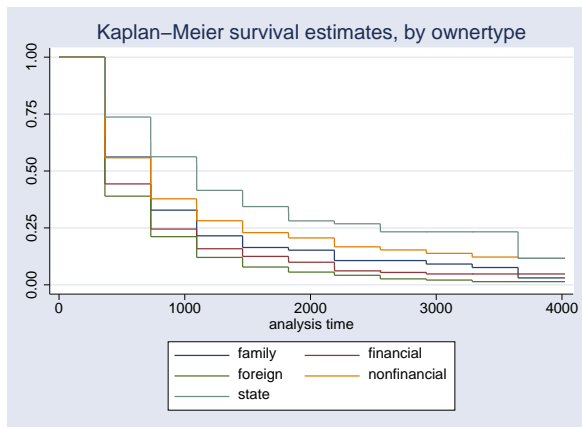 Kaplan−Meier survival estimates, by ownertype
1.00
0.75
0.50
0.25
0.00
0 1000 2000 3000 4000
analysis time
family financial
foreign nonfinancial
state